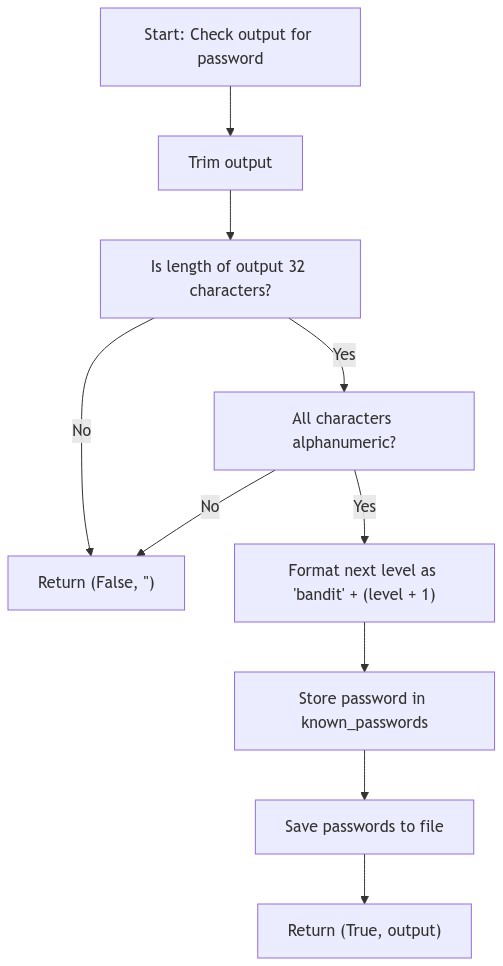 Start: Check output for
password
Trim output
Is length of output 32
characters?
Yes
All characters
alphanumeric?
No
No
Yes
Return (False, ")
Format next level as
'bandit' + (level + 1)
Store password in
known_passwords
Save passwords to file
Return (True, output)